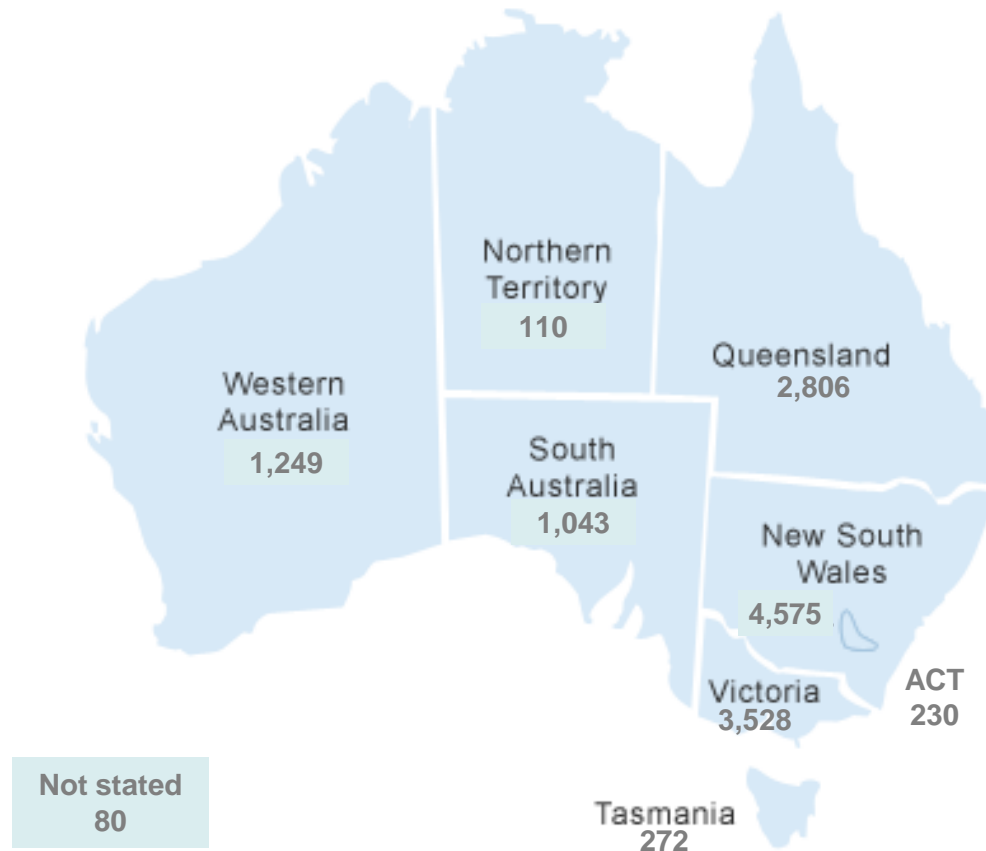 Northern
Territory
110
Queensland
2,806
Western
Australia
1,249
South
Australia
1,043
New South
Wales
4,575
ACT
230
Victoria
3,528
Not stated
80
Tasmania
272